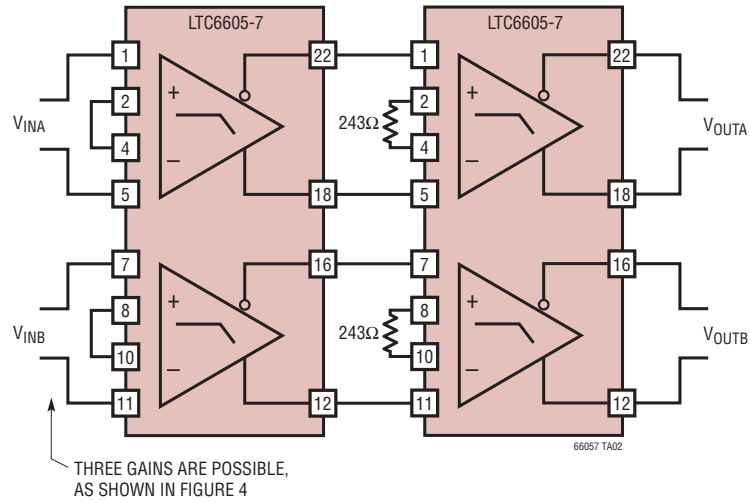 LTC6605-7 LTC6605-7
1 22 1 22
+ +
2 2
VINA 243Ω VOUTA
4 4
– –
5 18 5 18
7 16 7 16
+ +
8 8
VINB 243Ω VOUTB
10 10
– –
11 12 11 12
66057 TA02
THREE GAINS ARE POSSIBLE,
AS SHOWN IN FIGURE 4